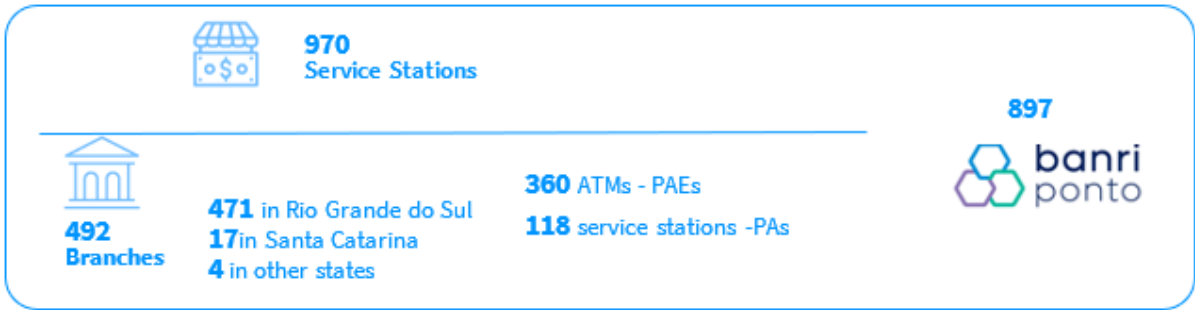 970
Service Stations
897
banri
ponto
492
Branches
471 in Rio Grande do Sul
17in Santa Catarina
4 in other states
360 ATMs - PAEs
118 service stations -PAs